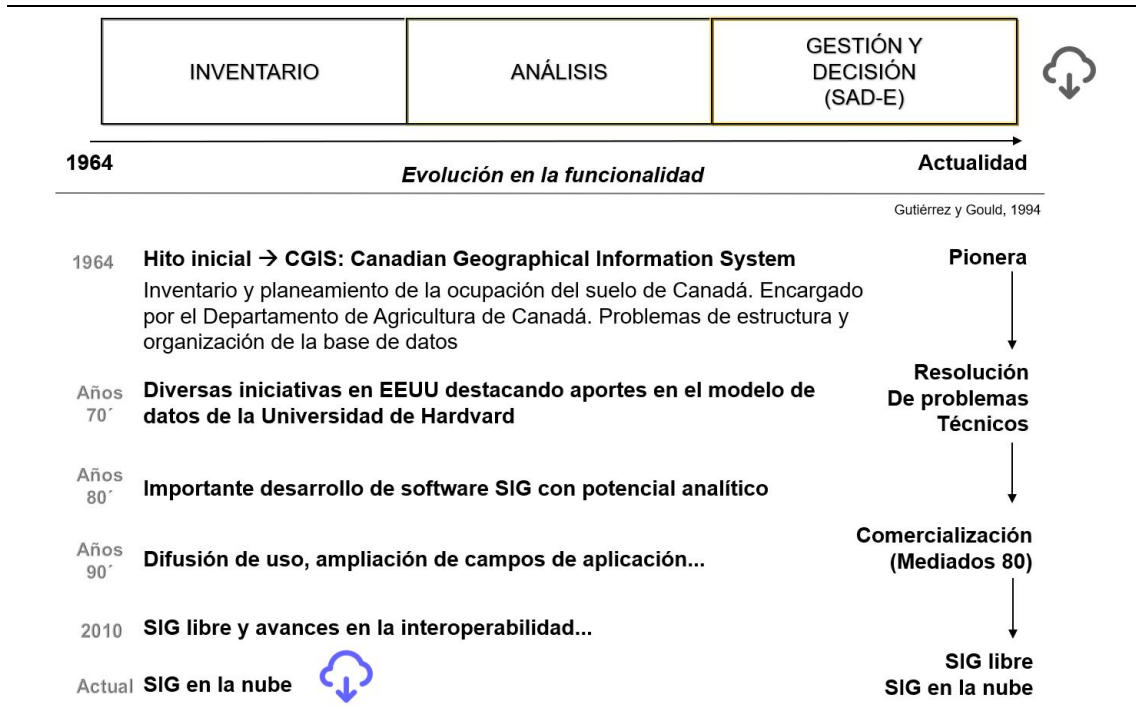 INVENTARIO
ANÁLISIS
GESTIÓN Y
DECISIÓN
(SAD-E)
1964
Evolución en la funcionalidad
Actualidad
Gutiérrez y Gould, 1994
1964
Hito inicial → CGIS: Canadian Geographical Information System
Inventario y planeamiento de la ocupación del suelo de Canadá. Encargado
por el Departamento de Agricultura de Canadá. Problemas de estructura y
organización de la base de datos
Años
70´
Diversas iniciativas en EEUU destacando aportes en el modelo de
datos de la Universidad de Hardvard
Años
80´
Importante desarrollo de software SIG con potencial analítico
Años
90´
Difusión de uso, ampliación de campos de aplicación...
2010
SIG libre y avances en la interoperabilidad...
Actual
SIG en la nube
Pionera
Resolución
De problemas
Técnicos
Comercialización
(Mediados 80)
SIG libre
SIG en la nube